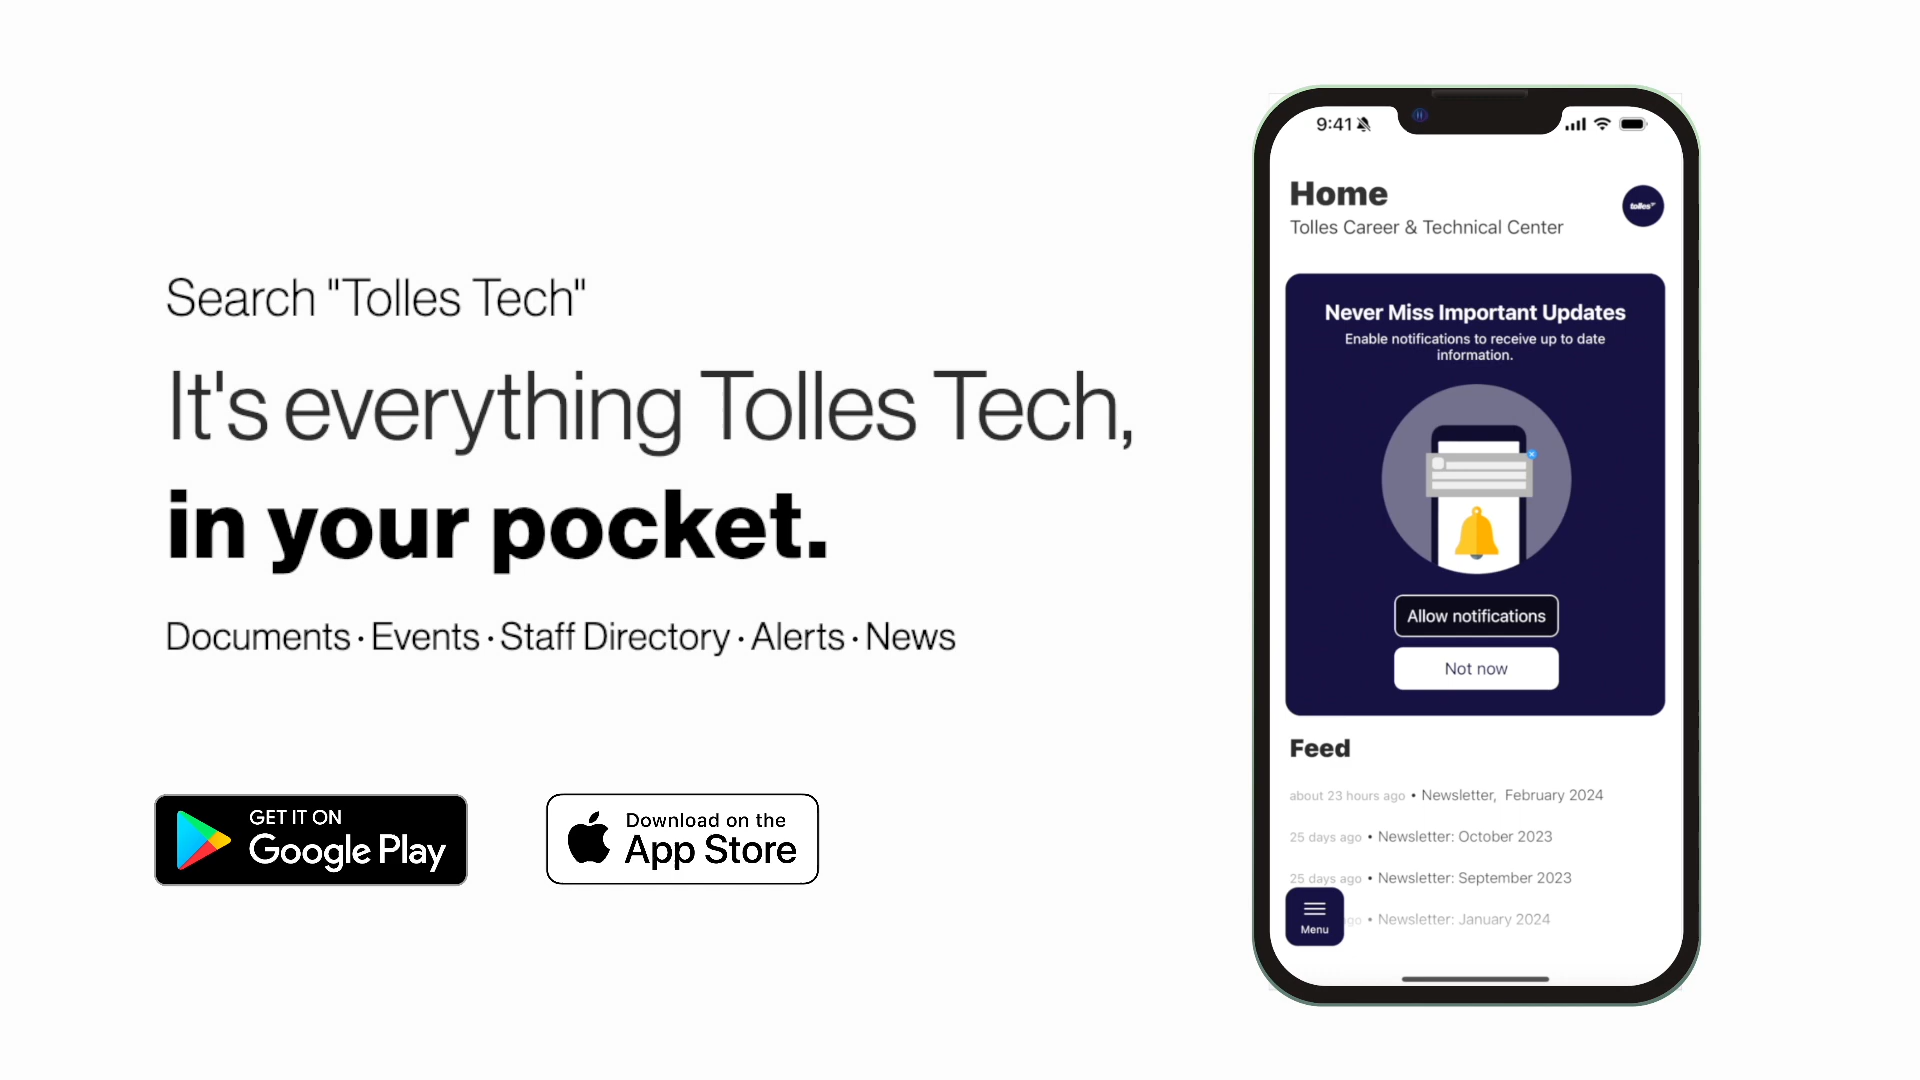 Search "Tolles Tech"
It's everything Tolles Tech,
in your pocket.
Documents · Events · Staff Directory · Alerts · News
GET IT ON
Google Play
Download on the
App Store
9:41
Home
Tolles Career & Technical Center
tolles
Never Miss Important Updates
Enable notifications to receive up to date
information.
Allow notifications
Not now
Feed
about 23 hours ago • Newsletter, February 2024
25 days ago • Newsletter: October 2023
25 days ago • Newsletter: September 2023
ago • Newsletter: January 2024
Menu